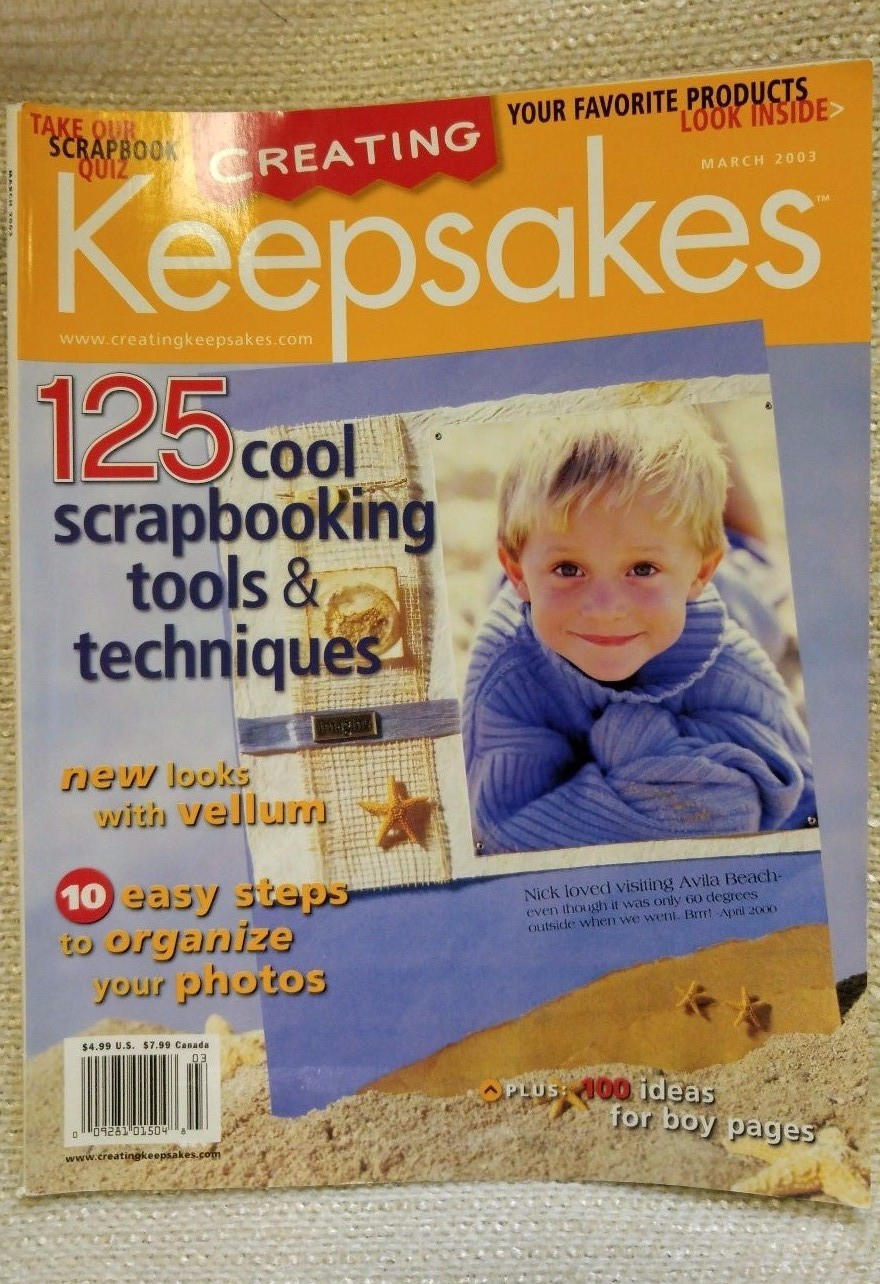 TAKE OUR
SCRAPBOOK
QUIZ
YOUR FAVORITE PRODUCTS
LOOK INSIDE>
CREATING
MARCH 2003
Keepsakes™
www.creatingkeepsakes.com
MARCH 2003
125 cool
scrapbooking
tools &
techniques
imagine
new looks
with vellum
10 easy steps
to organize
your photos
Nick loved visiting Avila Beach-
even though it was only 60 degrees
outside when we went. Brrr! -April 2000
$4.99 U.S. $7.99 Canada
03
0 09281 01504 8
www.creatingkeepsakes.com
PLUS: 100 ideas
for boy pages